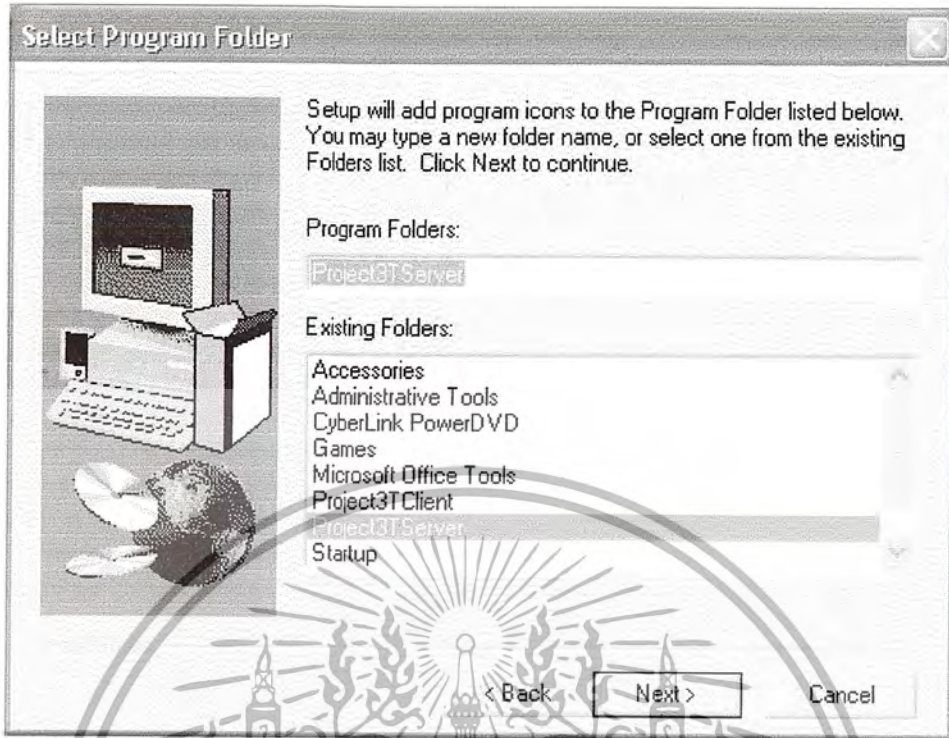 Select Program Folder
Setup will add program icons to the Program Folder listed below.
You may type a new folder name, or select one from the existing
Folders list. Click Next to continue.
Program Folders:
Project3TServer
Existing Folders:
Accessories
Administrative Tools
CyberLink PowerDVD
Games
Microsoft Office Tools
Project3TClient
Project3TServer
Startup
< Back Next > Cancel